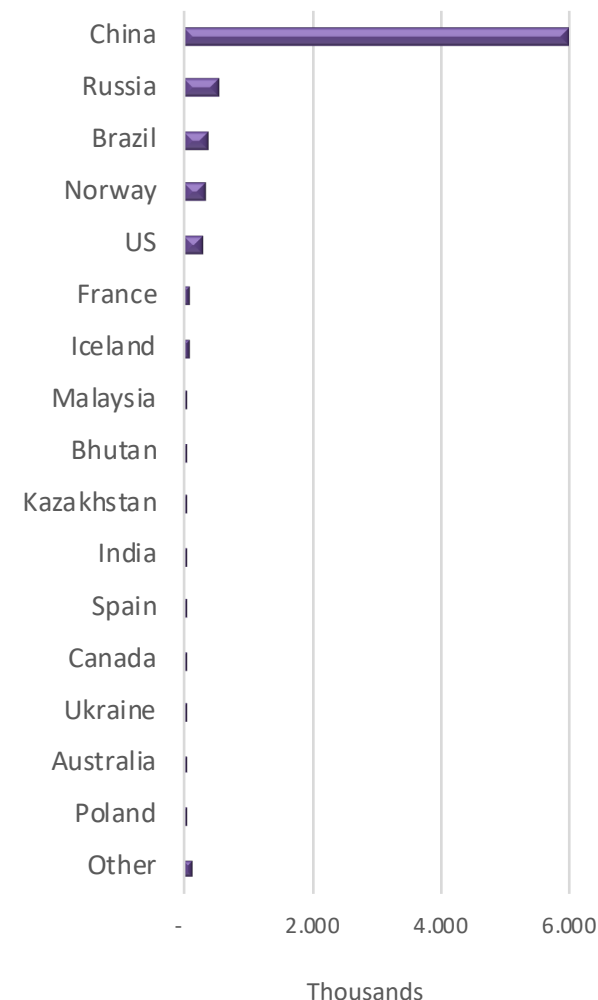 China
Russia
Brazil
Norway
US
France
Iceland
Malaysia
Bhutan
Kazakhstan
India
Spain
Canada
Ukraine
Australia
Poland
Other
- 2.000 4.000 6.000
Thousands